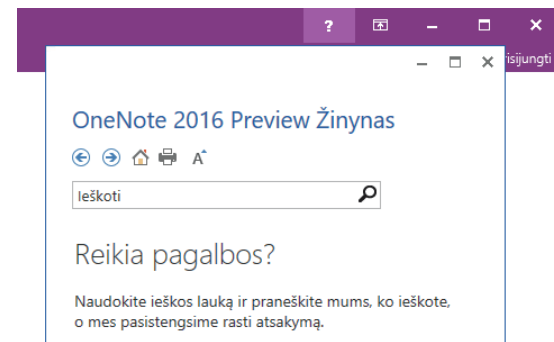 ?
OneNote 2016 Preview Žinynas
A
Ieškoti
Reikia pagalbos?
Naudokite ieškos lauką ir praneškite mums, ko ieškote,
o mes pasistengsime rasti atsakymą.